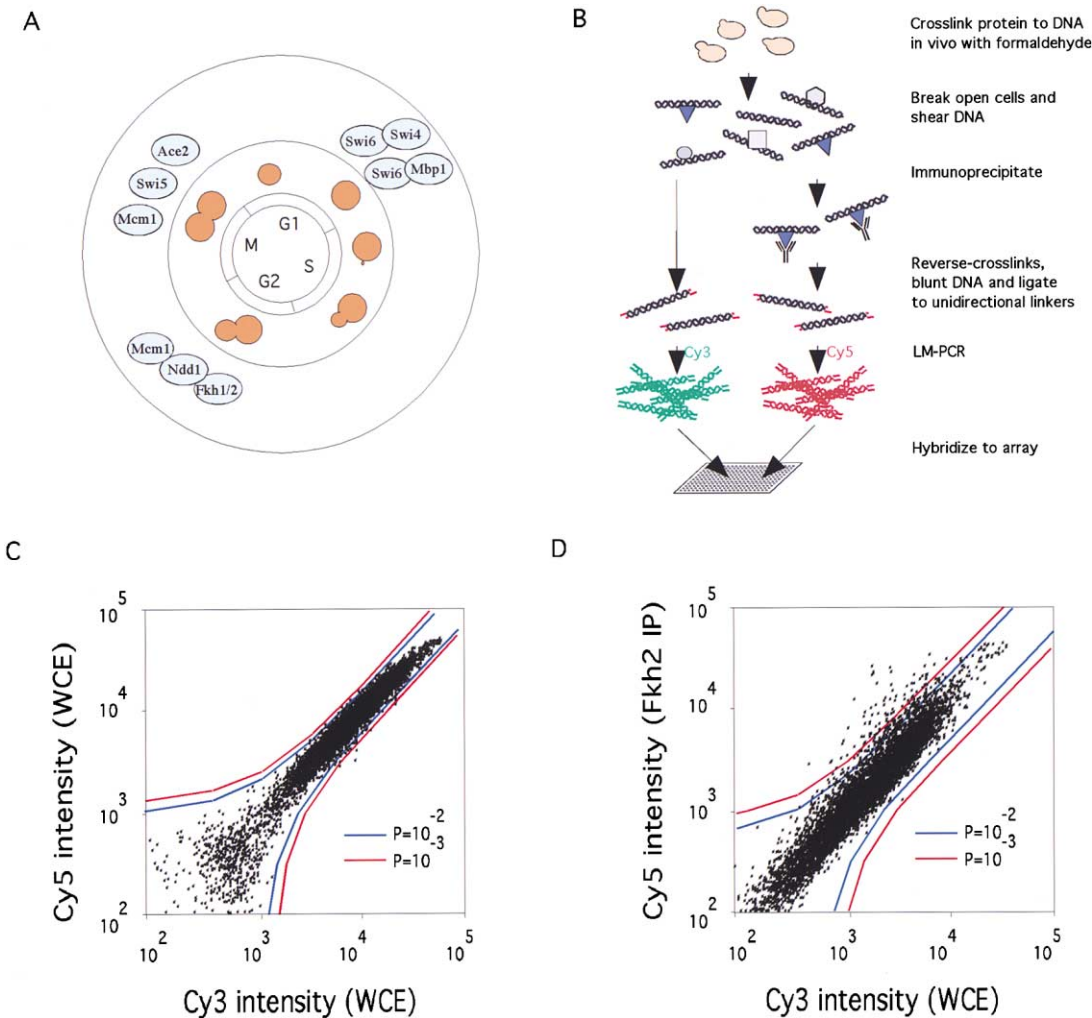 A
Ace2
Swi5
Mcm1
Swi6
Swi4
Swi6
Mbp1
G1
M
S
G2
Mcm1
Ndd1
Fkh1/2
B
Crosslink protein to DNA
in vivo with formaldehyde
Break open cells and
shear DNA
Immunoprecipitate
Reverse-crosslinks,
blunt DNA and ligate
to unidirectional linkers
Cy3
Cy5
LM-PCR
Hybridize to array
C
Cy5 intensity (WCE)
10^5
10^4
10^3
10^2
P=10^-2
P=10^-3
10^2 10^3 10^4 10^5
Cy3 intensity (WCE)
D
Cy5 intensity (Fkh2 IP)
10^5
10^4
10^3
10^2
P=10^-2
P=10^-3
10^2 10^3 10^4 10^5
Cy3 intensity (WCE)